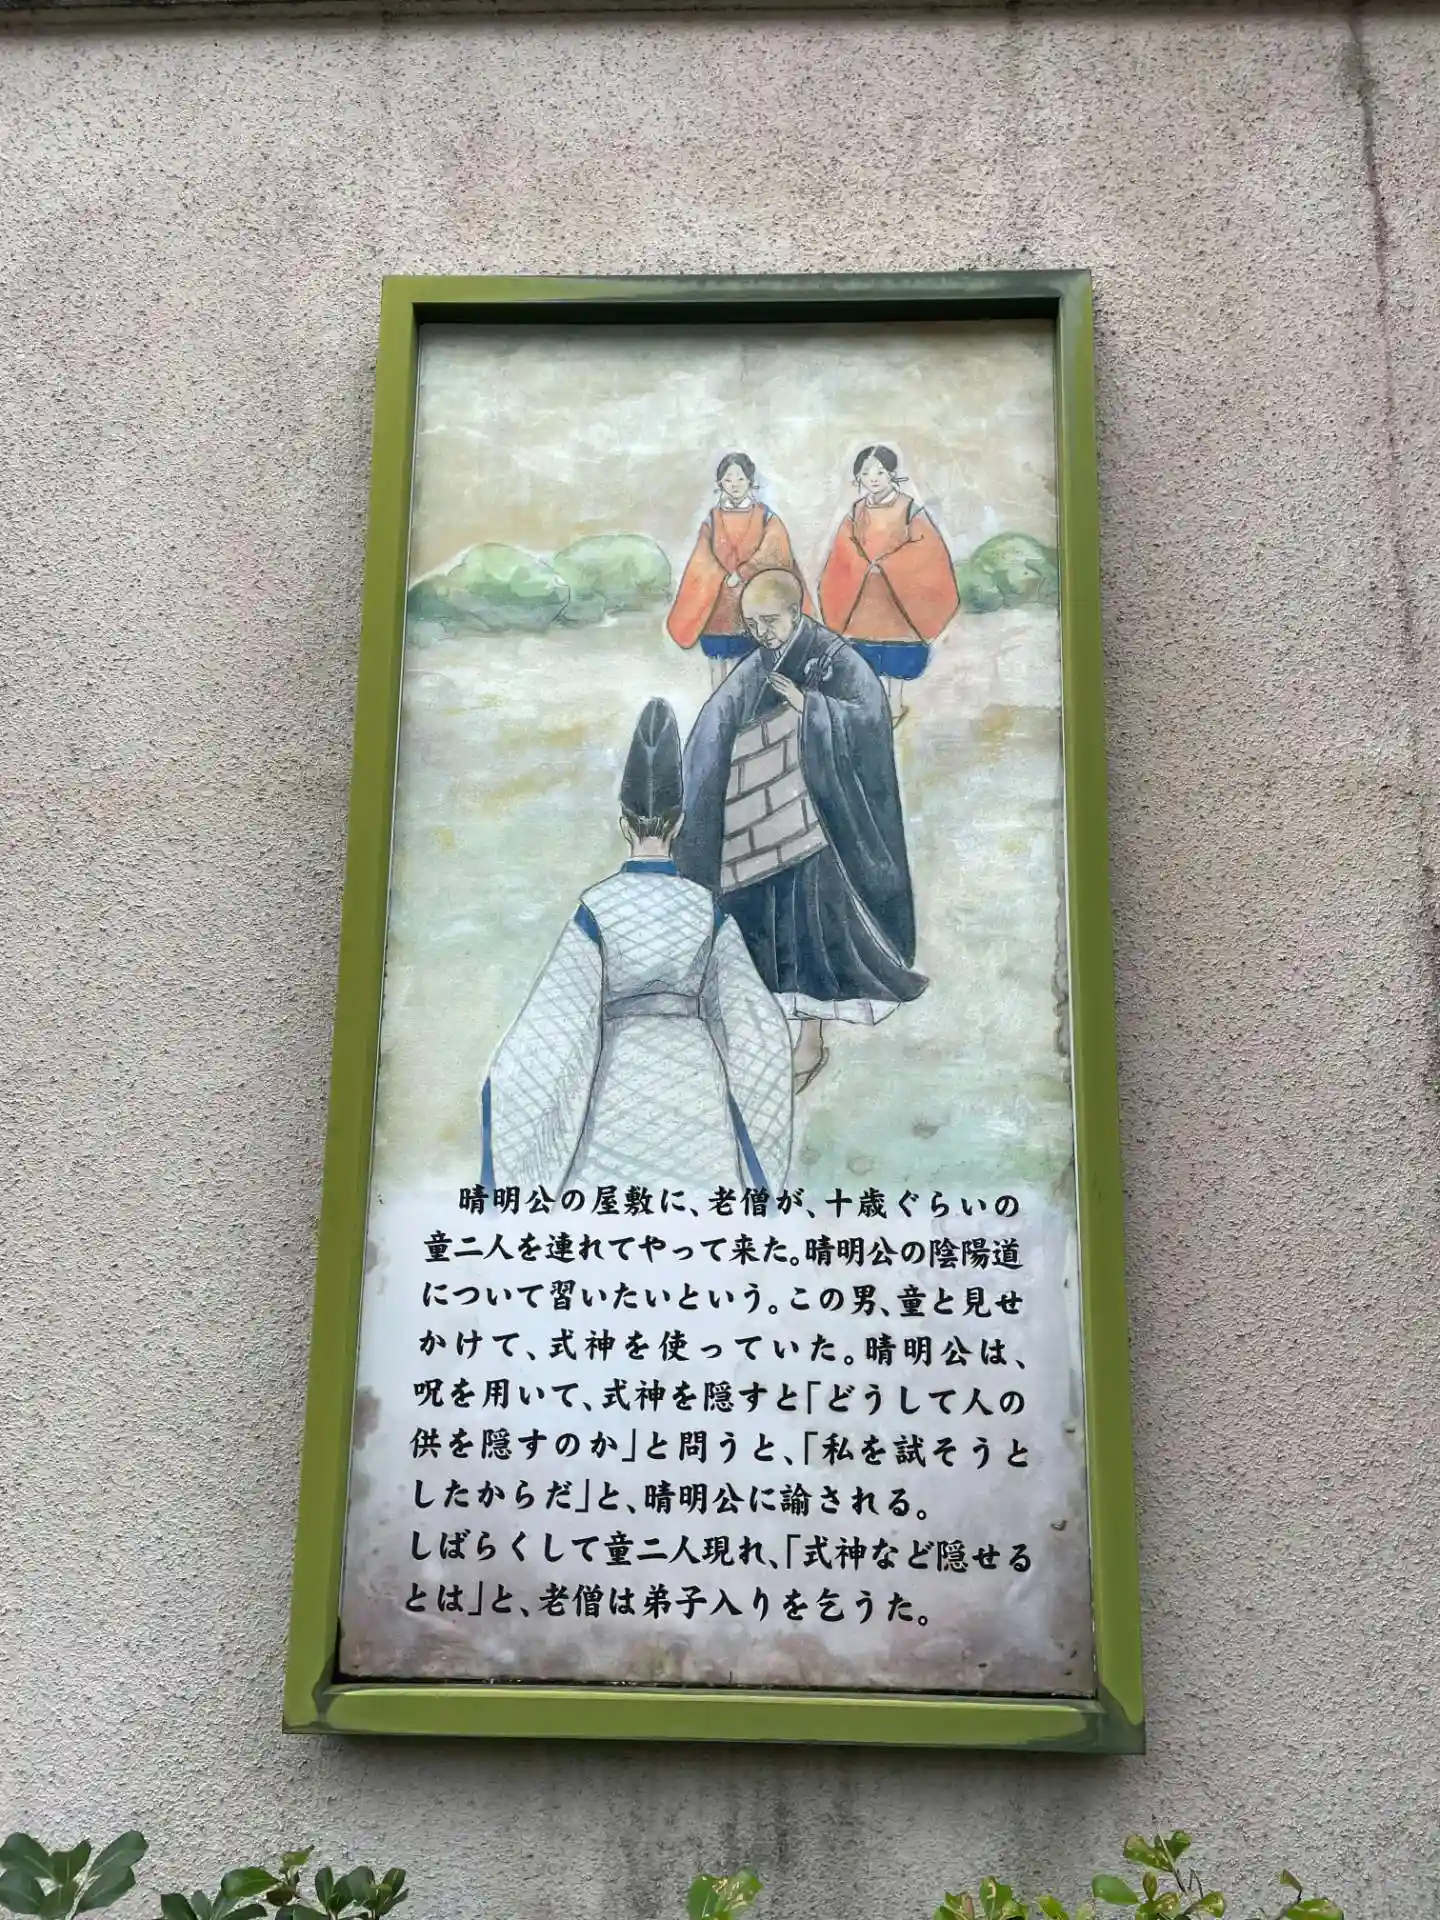 晴明公の屋敷に、老僧が、十歳ぐらいの
童二人を連れてやって来た。晴明公の陰陽道
について習いたいという。この男、童と見せ
かけて、式神を使っていた。晴明公は、
呪を用いて、式神を隠すと「どうして人の
供を隠すのか」と問うと、「私を試そうと
したからだ」と、晴明公に諭される。
しばらくして童二人現れ、「式神など隠せる
とは」と、老僧は弟子入りを乞うた。